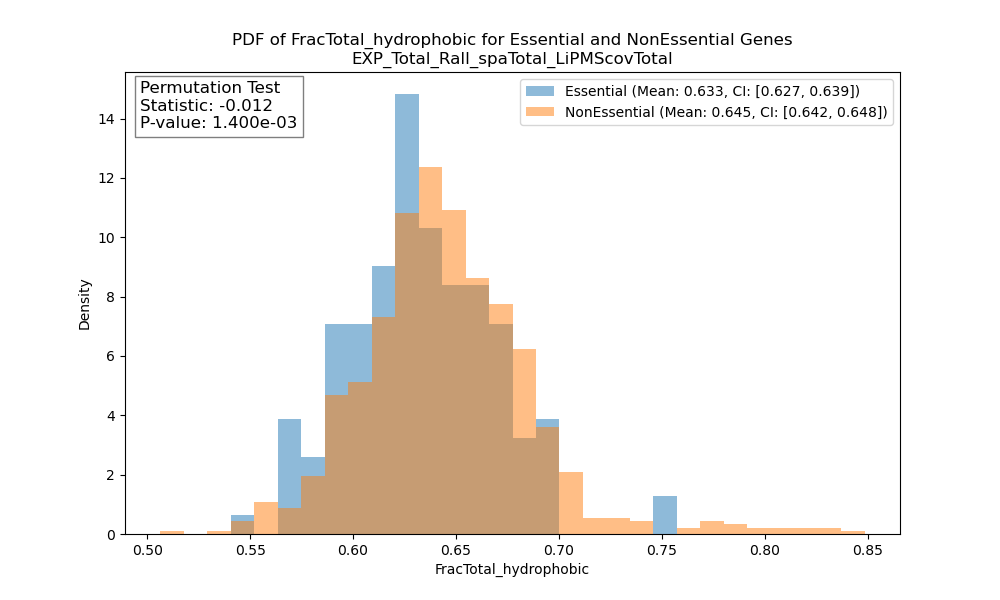 PDF of FracTotal_hydrophobic for Essential and NonEssential Genes
EXP_Total_Rall_spaTotal_LiPMScovTotal
Permutation Test
Statistic: -0.012
P-value: 1.400e-03
Essential (Mean: 0.633, CI: [0.627, 0.639])
NonEssential (Mean: 0.645, CI: [0.642, 0.648])
Density
14
12
10
8
6
4
2
0
0.50 0.55 0.60 0.65 0.70 0.75 0.80 0.85
FracTotal_hydrophobic